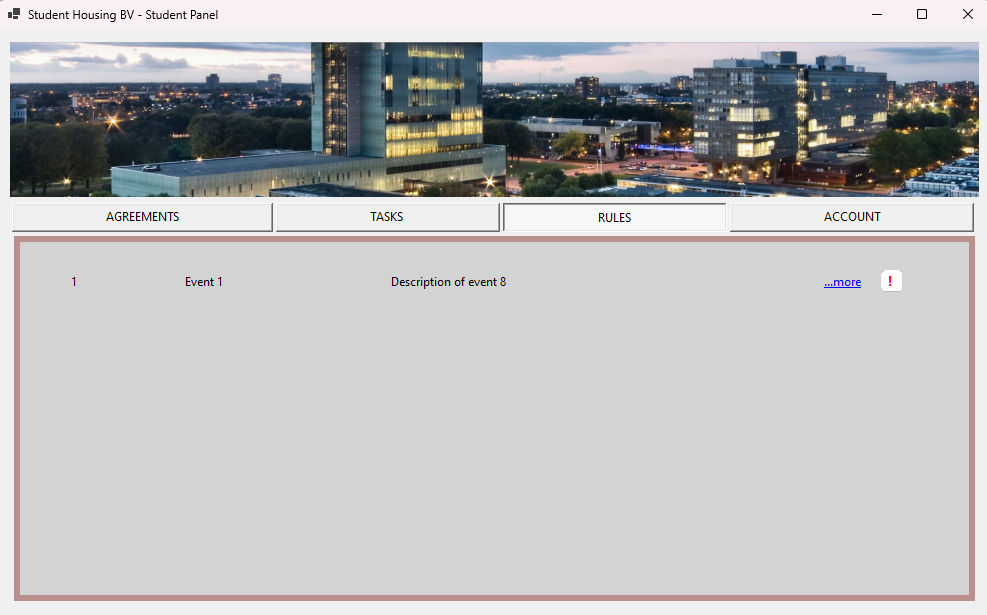 Student Housing BV - Student Panel
AGREEMENTS TASKS RULES ACCOUNT
1 Event 1 Description of event 8 ...more !